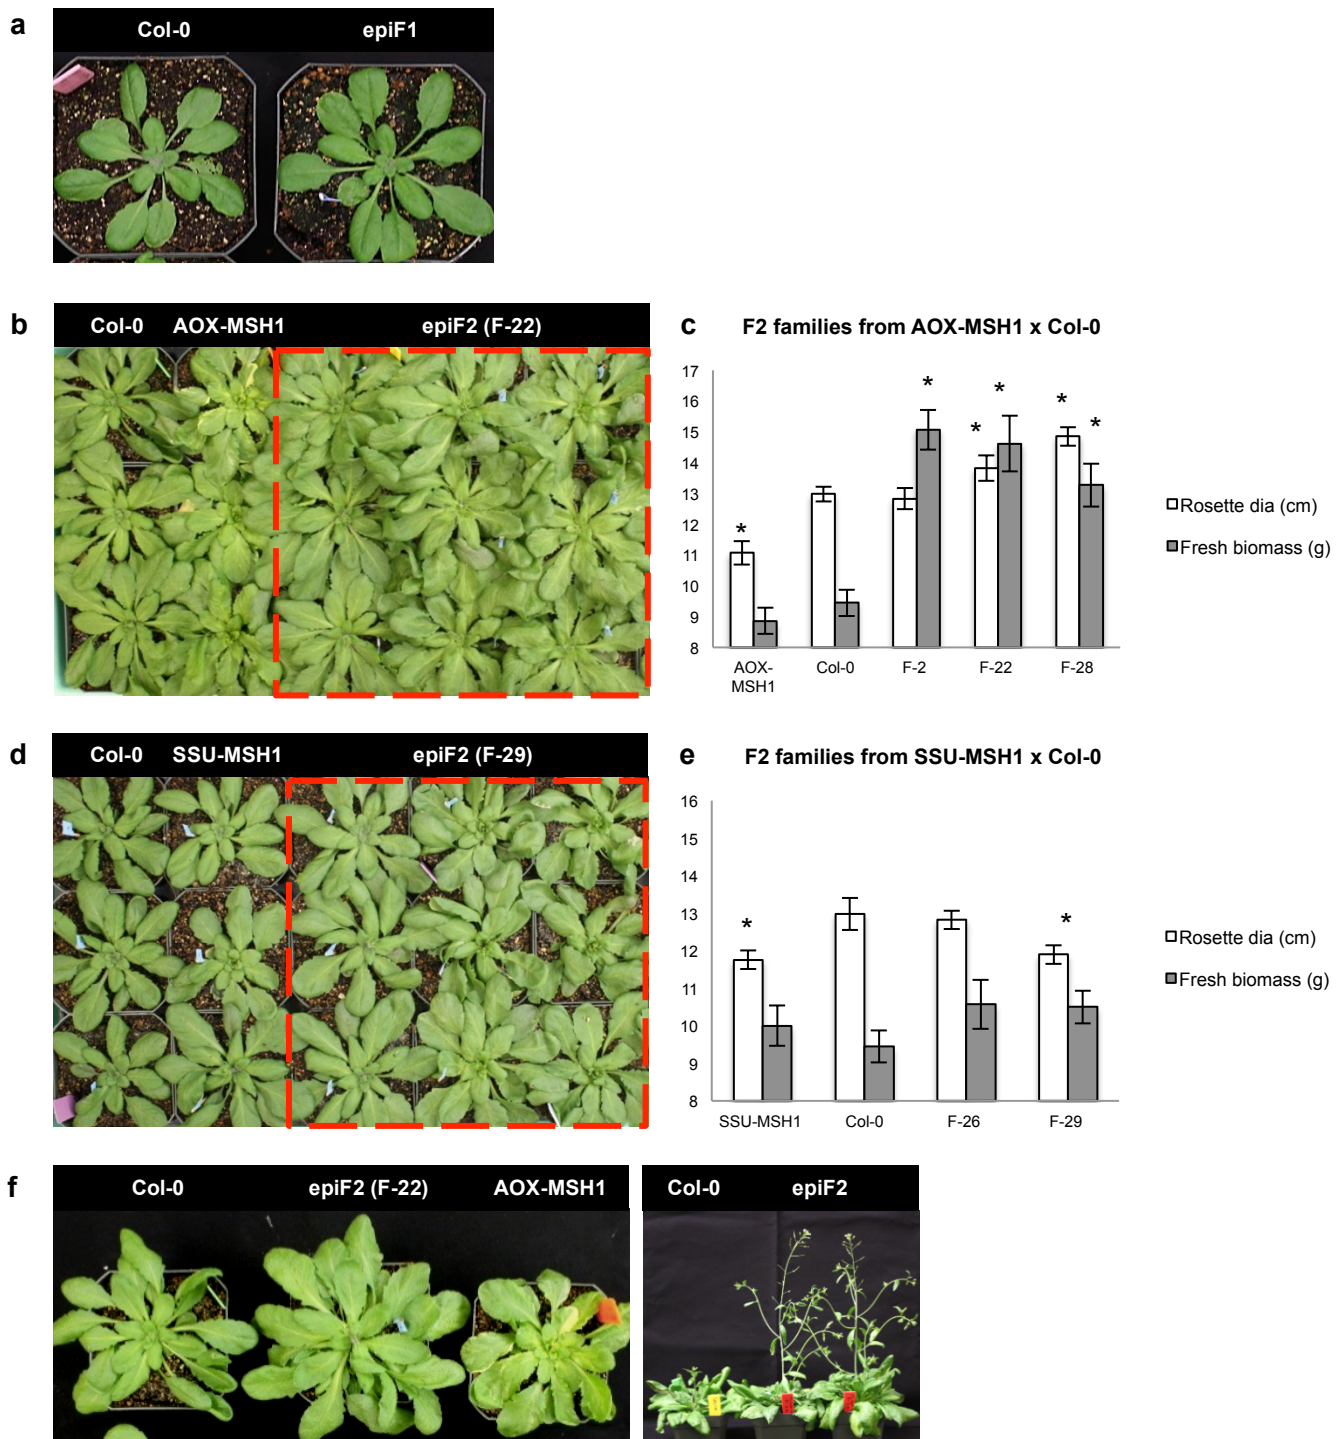 a
Col-0 epiF1
b
Col-0 AOX-MSH1 epiF2 (F-22)
c
F2 families from AOX-MSH1 x Col-0
17
16
15
14
13
12
11
10
9
8
* * * * * *
AOX-
MSH1
Col-0 F-2 F-22 F-28
Rosette dia (cm)
Fresh biomass (g)
d
Col-0 SSU-MSH1 epiF2 (F-29)
e
F2 families from SSU-MSH1 x Col-0
16
15
14
13
12
11
10
9
8
* *
SSU-MSH1 Col-0 F-26 F-29
Rosette dia (cm)
Fresh biomass (g)
f
Col-0 epiF2 (F-22) AOX-MSH1
Col-0 epiF2